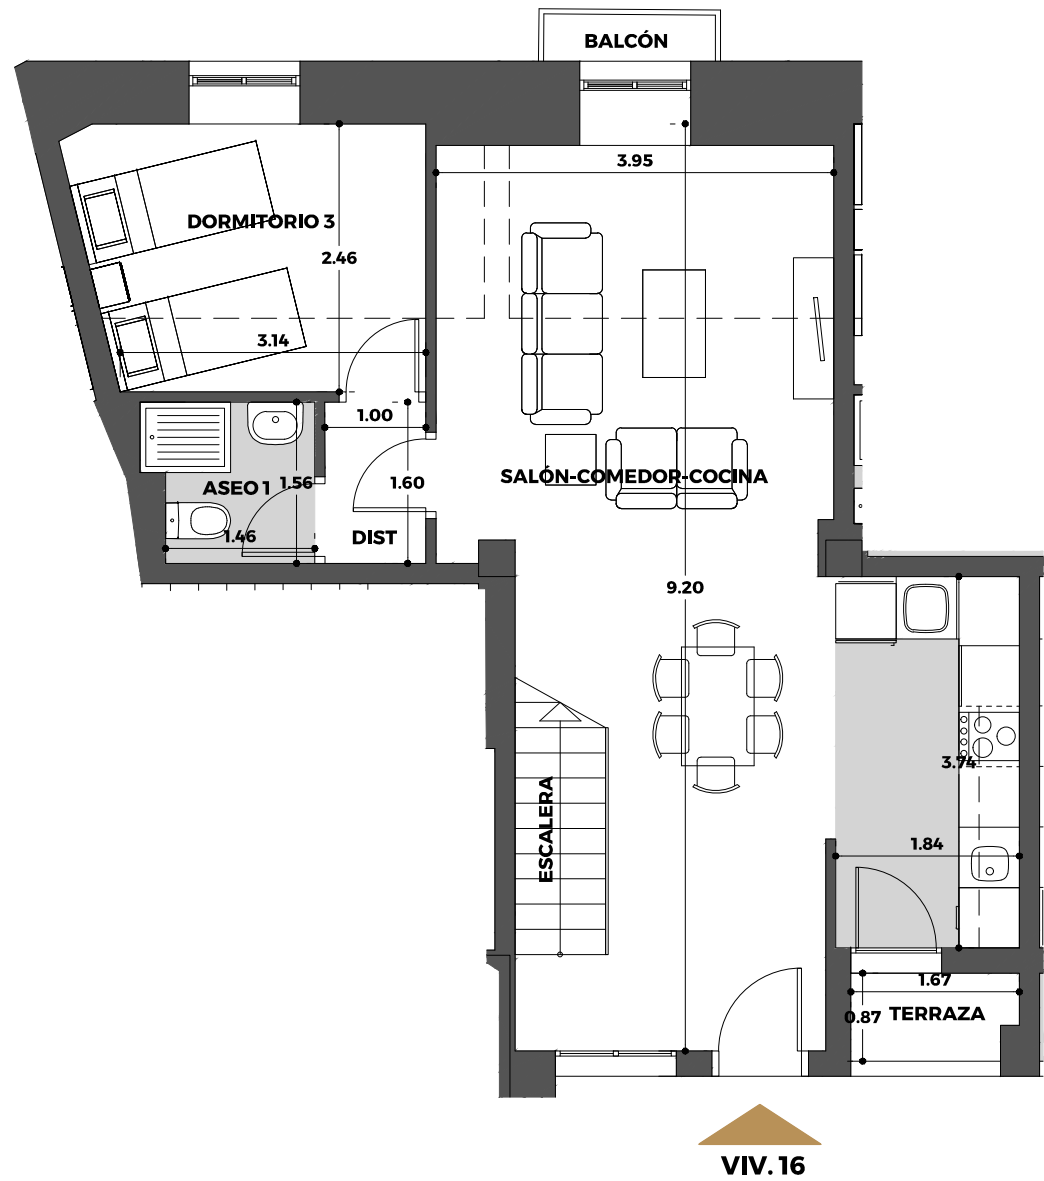 BALCÓN
3.95
DORMITORIO 3
2.46
3.14
1.00
SALÓN-COMEDOR-COCINA
ASEO 1
1.56
1.60
1.46
DIST
9.20
3.74
ESCALERA
1.84
1.67
0.87
TERRAZA
VIV. 16